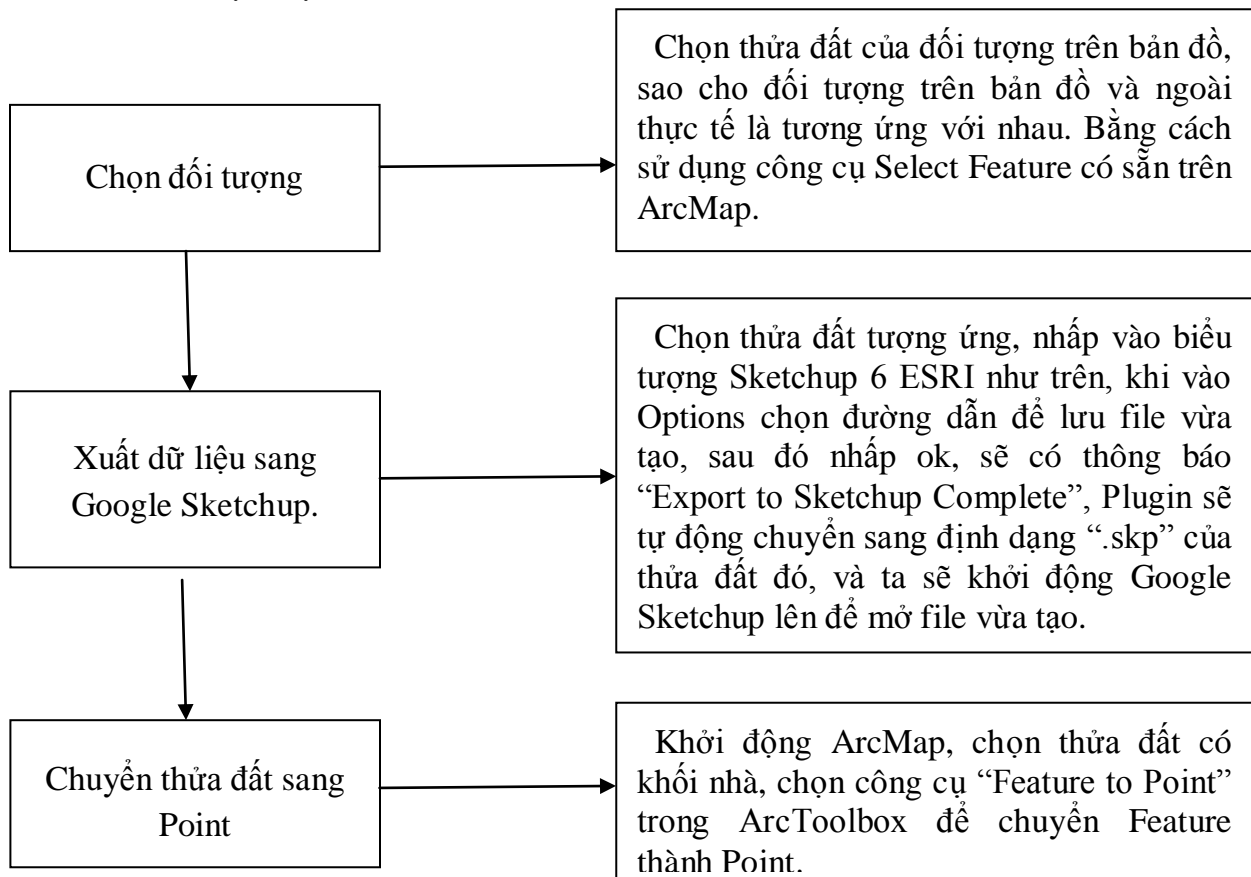 Chọn đối tượng
Chọn thửa đất của đối tượng trên bản đồ,
sao cho đối tượng trên bản đồ và ngoài
thực tế là tương ứng với nhau. Bằng cách
sử dụng công cụ Select Feature có sẵn trên
ArcMap.
Xuất dữ liệu sang
Google Sketchup.
Chọn thửa đất tượng ứng, nhấp vào biểu
tượng Sketchup 6 ESRI như trên, khi vào
Options chọn đường dẫn để lưu file vừa
tạo, sau đó nhấp ok, sẽ có thông báo
“Export to Sketchup Complete”, Plugin sẽ
tự động chuyển sang định dạng “.skp” của
thửa đất đó, và ta sẽ khởi động Google
Sketchup lên để mở file vừa tạo.
Chuyển thửa đất sang
Point
Khởi động ArcMap, chọn thửa đất có
khối nhà, chọn công cụ “Feature to Point”
trong ArcToolbox để chuyển Feature
thành Point.